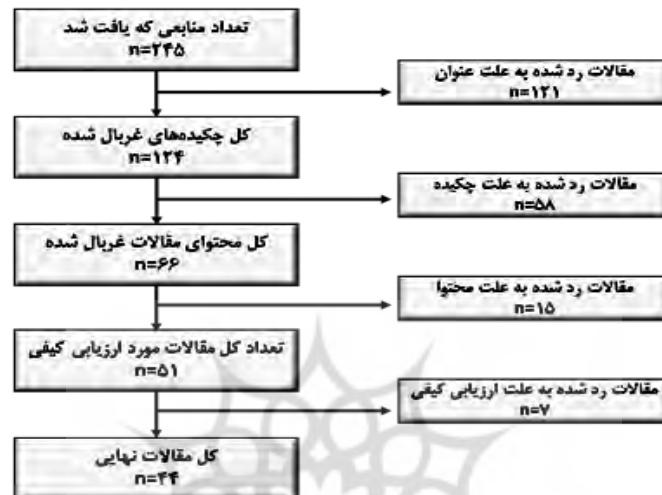 تعداد منابعی که یافت شد
n=۲۴۵
مقالات رد شده به علت عنوان
n=۱۲۱
کل چکیده‌های غربال شده
n=۱۲۴
مقالات رد شده به علت چکیده
n=۵۸
کل محتوای مقالات غربال شده
n=۶۶
مقالات رد شده به علت محتوا
n=۱۵
تعداد کل مقالات مورد ارزیابی کیفی
n=۵۱
مقالات رد شده به علت ارزیابی کیفی
n=۷
کل مقالات نهایی
n=۴۴